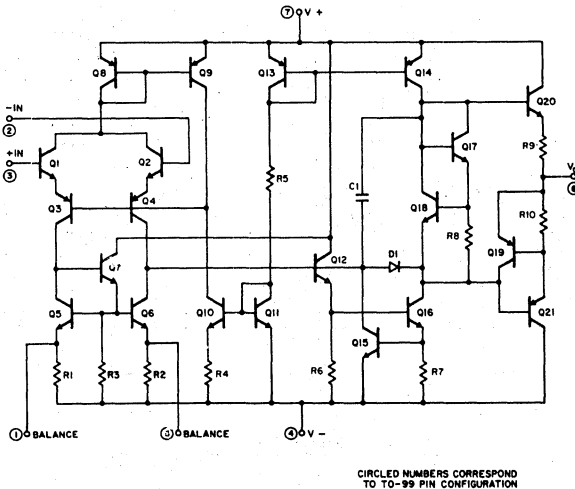 ⑦ V +
Q8
Q9
Q13
Q14
Q20
-IN
②
+IN
③
Q1
Q2
Q17
R9
⑥
R5
C1
Q3
Q4
Q18
R8
R10
Q7
Q12
D1
Q19
Q5
Q6
Q10
Q11
Q16
Q21
Q15
R1
R3
R2
R4
R6
R7
① BALANCE
BALANCE
④ V -
CIRCLED NUMBERS CORRESPOND
TO TO-99 PIN CONFIGURATION